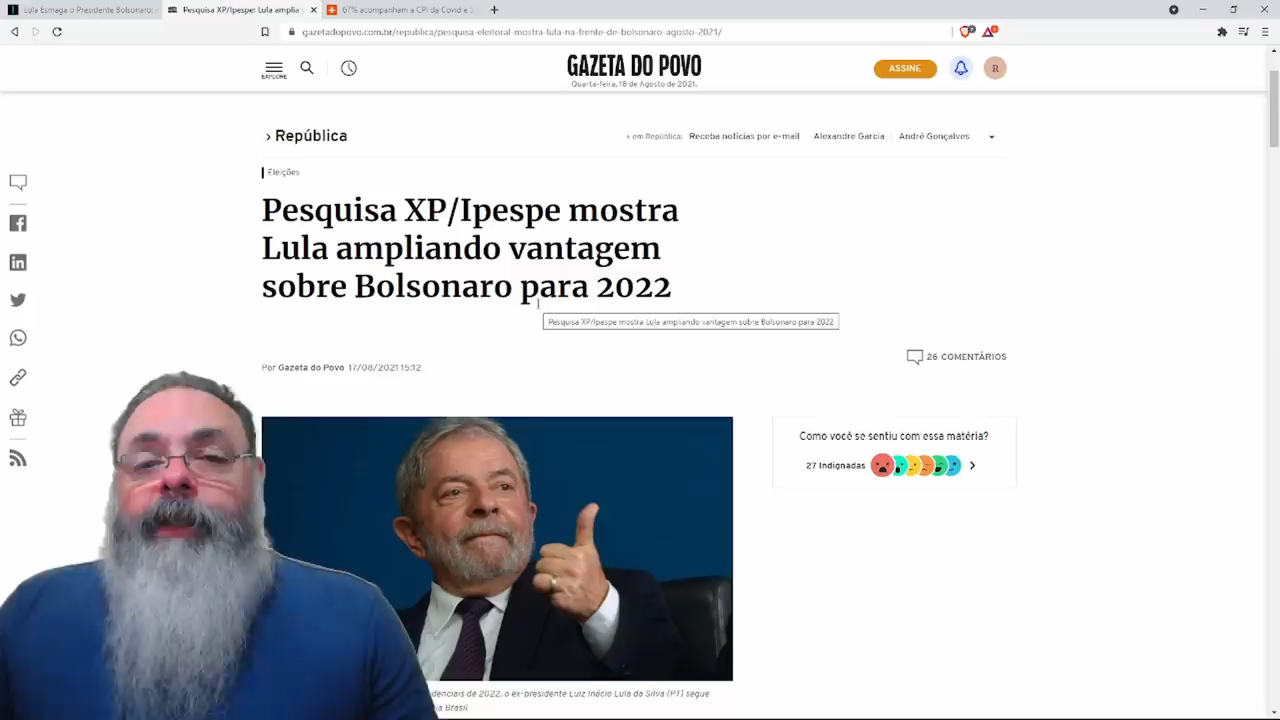 Lula Esmaga o Presidente Bolsonaro:
Pesquisa XP/Ipespe: Lula amplia
67% acompanham a CPI da Covid e
gazetadopovo.com.br/republica/pesquisa-eleitoral-mostra-lula-na-frente-de-bolsonaro-agosto-2021/
EXPLORE
GAZETA DO POVO
Quarta-feira, 18 de Agosto de 2021.
ASSINE
R
República
+ em República:
Receba notícias por e-mail
Alexandre Garcia
André Gonçalves
Eleições
Pesquisa XP/Ipespe mostra
Lula ampliando vantagem
sobre Bolsonaro para 2022
Pesquisa XP/Ipespe mostra Lula ampliando vantagem sobre Bolsonaro para 2022
Por Gazeta do Povo 17/08/2021 15:12
26 COMENTÁRIOS
Como você se sentiu com essa matéria?
27 Indignadas
denciais de 2022, o ex-presidente Luiz Inácio Lula da Silva (PT) segue
ia Brasil